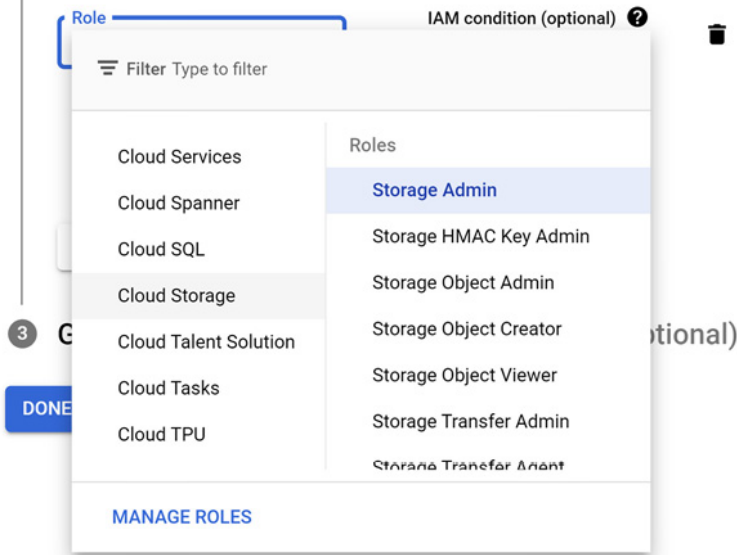 Role
IAM condition (optional) ?
Filter Type to filter
Cloud Services
Cloud Spanner
Cloud SQL
Cloud Storage
Cloud Talent Solution
Cloud Tasks
Cloud TPU
Roles
Storage Admin
Storage HMAC Key Admin
Storage Object Admin
Storage Object Creator
Storage Object Viewer
Storage Transfer Admin
Storage Transfer Agent
3 G
ptional)
DONE
MANAGE ROLES